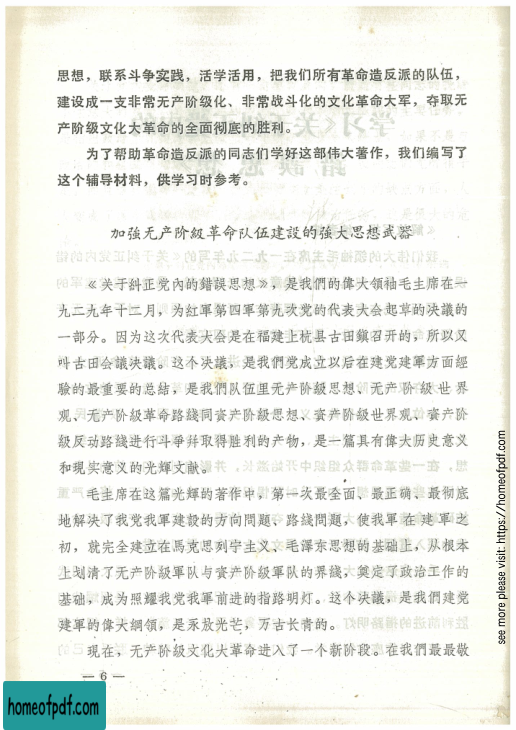 思想，联系斗争实践，活学活用，把我们所有革命造反派的队伍，
建设成一支非常无产阶级化、非常战斗化的文化革命大军，夺取无
产阶级文化大革命的全面彻底的胜利。
为了帮助革命造反派的同志们学好这部伟大著作，我们编写了
这个辅导材料，供学习时参考。
加強无产阶級革命队伍建設的强大思想武器
《关于糾正党內的錯誤思想》，是我們的偉大領袖毛主席在一
九二九年十二月，为紅軍第四軍第九次党的代表大会起草的决議的
一部分。因为这次代表大会是在福建上杭县古田鎭召开的，所以又
叫古田会議决議。这个决議，是我們党成立以后在建党建軍方面經
驗的最重要的总結，是我們队伍里无产阶級思想、无产阶級世界
观、无产阶級革命路綫同資产阶級思想、資产阶級世界观、資产阶
級反动路綫进行斗爭幷取得胜利的产物，是一篇具有偉大历史意义
和現实意义的光輝文献。
毛主席在这篇光輝的著作中，第一次最全面、最正确、最彻底
地解决了我党我軍建設的方向問題、路綫問題，使我軍在建軍之
初，就完全建立在馬克思列宁主义、毛泽东思想的基础上，从根本
上划清了无产阶級軍队与資产阶級軍队的界綫，奠定了政治工作的
基础，成为照耀我党我軍前进的指路明灯。这个决議，是我們建党
建軍的偉大綱領，是永放光芒，万古长青的。
現在，无产阶級文化大革命进入了一个新阶段。在我們最最敬
— 6 —
homeofpdf.com
see more please visit: https://homeofpdf.com